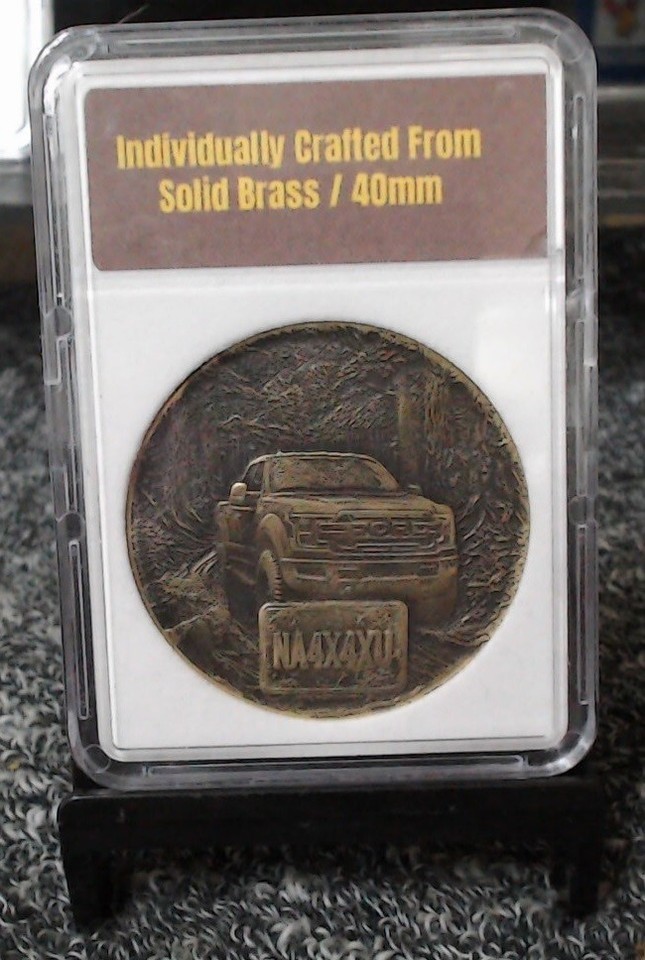 Individually Crafted From
Solid Brass / 40mm
FORD
NA4X4XU